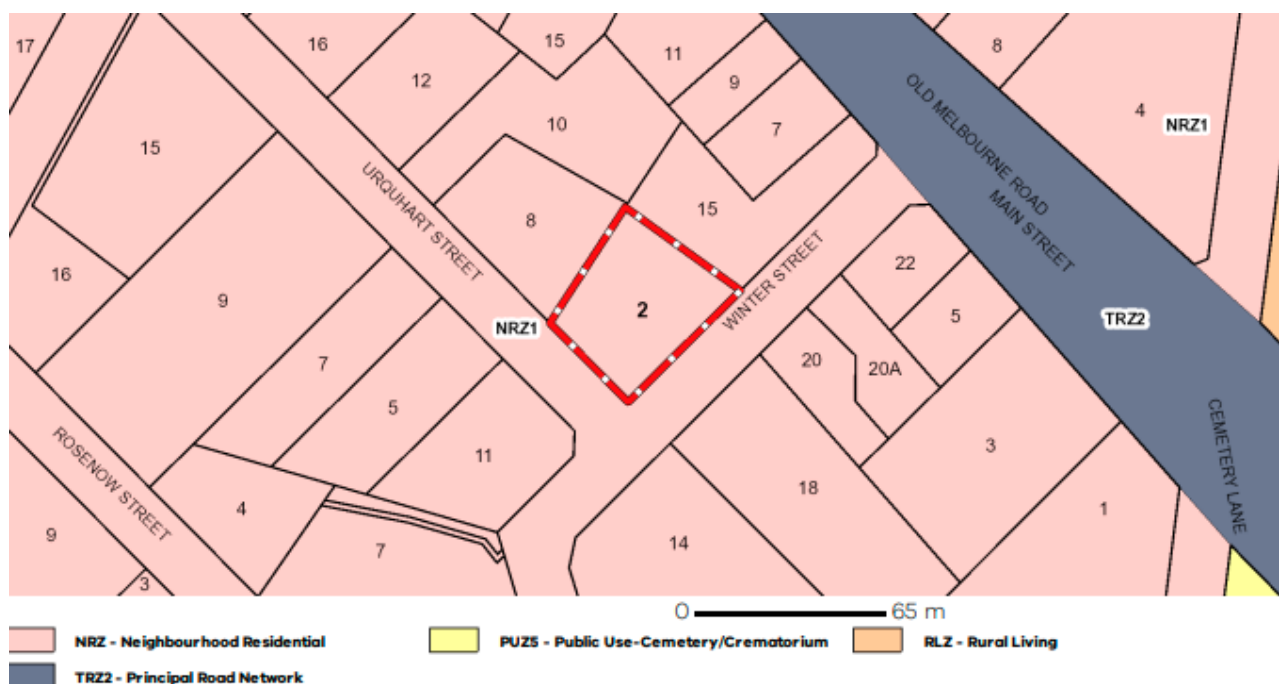 17
16
15
11
8
12
9
4
NRZ1
10
7
15
OLD MELBOURNE ROAD
MAIN STREET
URQUHART STREET
8
15
WINTER STREET
16
9
22
2
5
NRZ1
TRZ2
7
20
20A
5
CEMETERY LANE
ROSENOW STREET
11
3
18
4
1
9
7
14
3
0 65 m
NRZ - Neighbourhood Residential
PUZ5 - Public Use-Cemetery/Crematorium
RLZ - Rural Living
TRZ2 - Principal Road Network